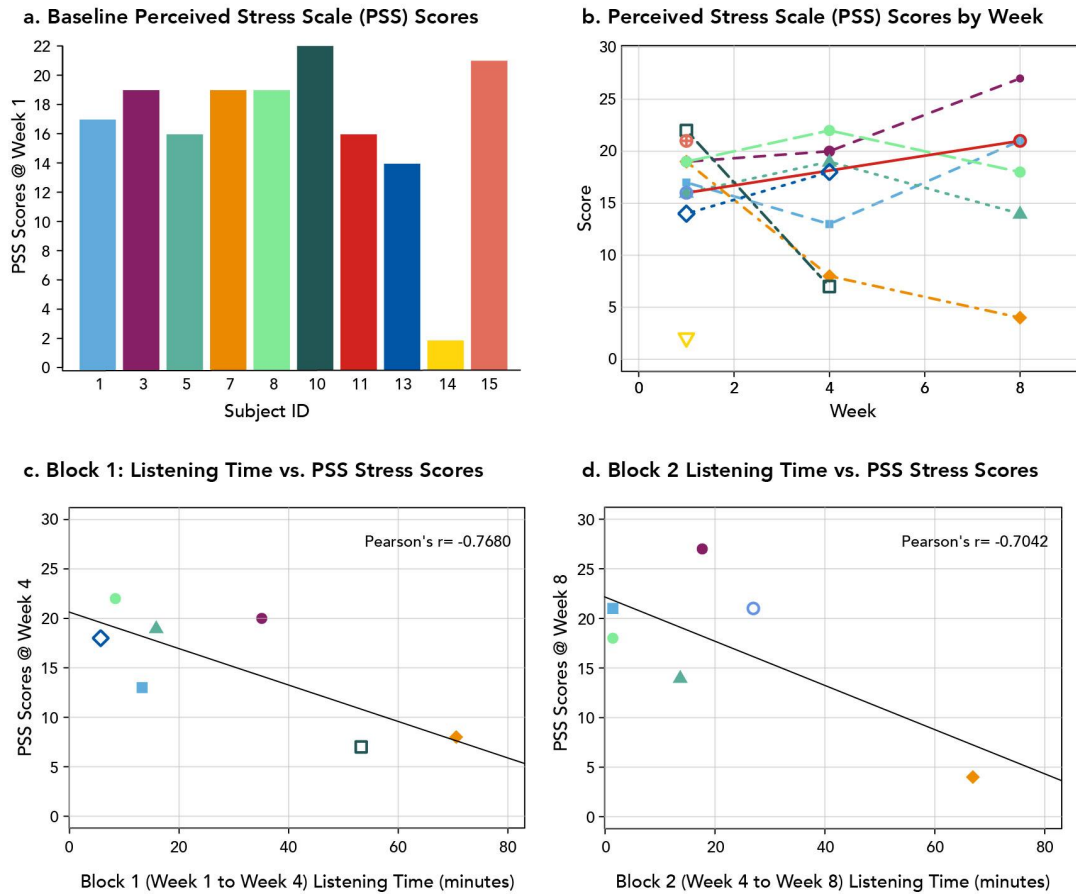 a. Baseline Perceived Stress Scale (PSS) Scores
PSS Scores @ Week 1
22
20
18
16
14
12
10
8
6
4
2
0
1 3 5 7 8 10 11 13 14 15
Subject ID
b. Perceived Stress Scale (PSS) Scores by Week
Score
30
25
20
15
10
5
0
0 2 4 6 8
Week
c. Block 1: Listening Time vs. PSS Stress Scores
Pearson's r= -0.7680
PSS Scores @ Week 4
30
25
20
15
10
5
0
0 20 40 60 80
Block 1 (Week 1 to Week 4) Listening Time (minutes)
d. Block 2 Listening Time vs. PSS Stress Scores
Pearson's r= -0.7042
PSS Scores @ Week 8
30
25
20
15
10
5
0
0 20 40 60 80
Block 2 (Week 4 to Week 8) Listening Time (minutes)